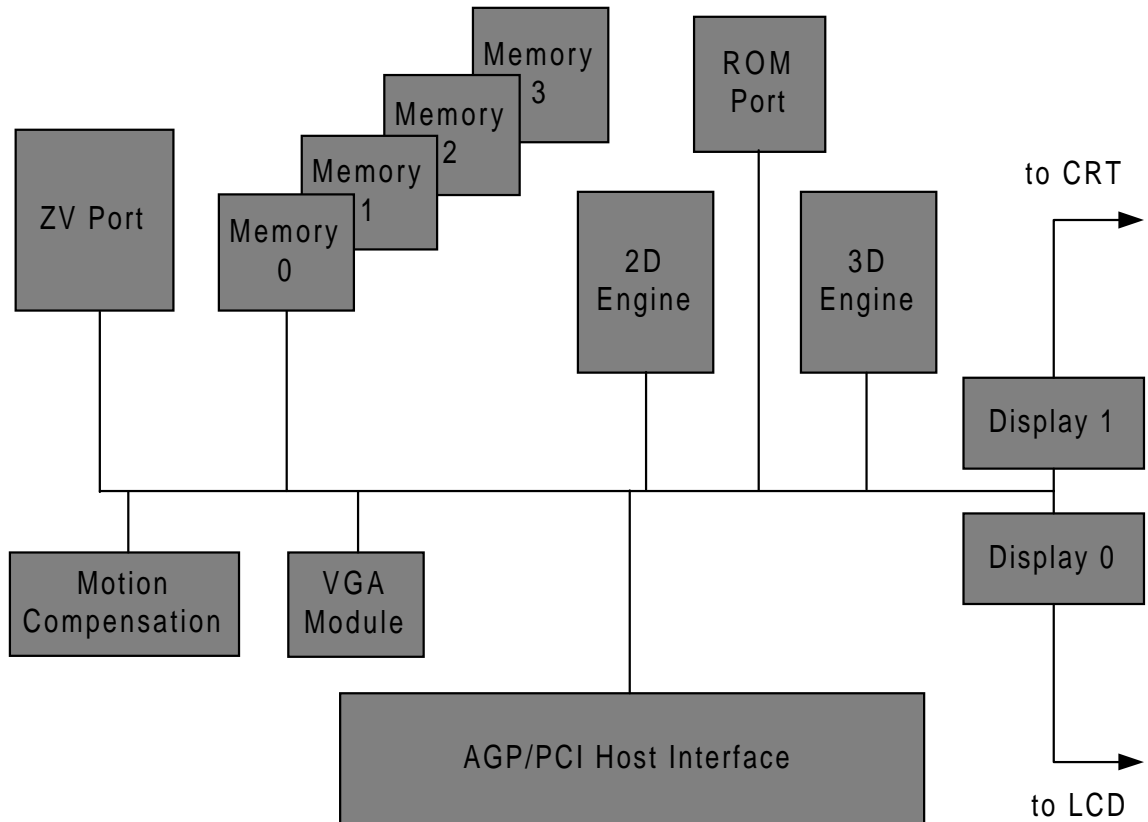 Memory
3
ROM
Port
Memory
2
Memory
1
to CRT
ZV Port
Memory
0
2D
Engine
3D
Engine
Display 1
Display 0
Motion
Compensation
VGA
Module
AGP/PCI Host Interface
to LCD